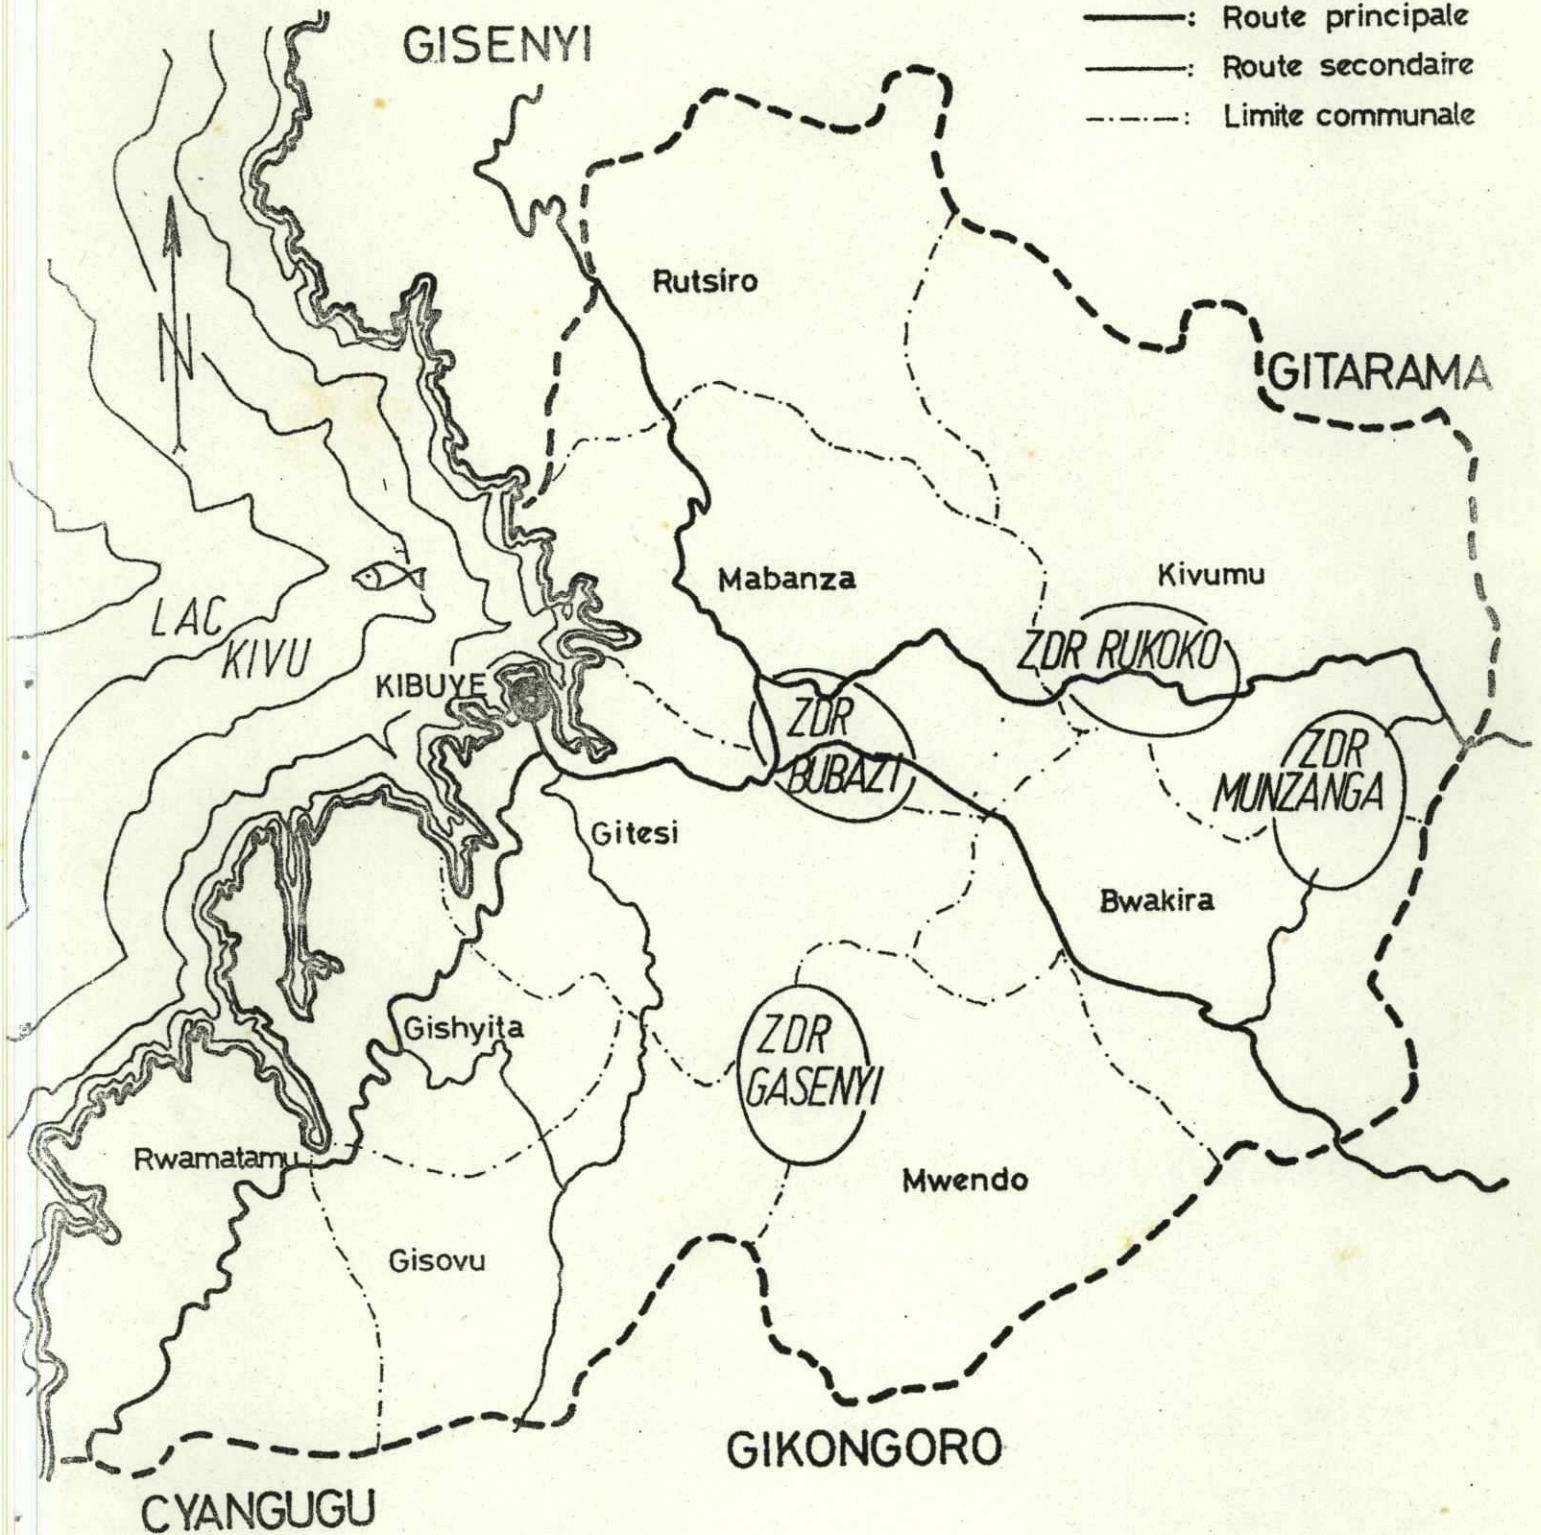 : Route principale
GISENYI
: Route secondaire
: Limite communale
Rutsiro
N
GITARAMA
Mabanza
Kivumu
LAC
KIVU
ZDR RUKOKO
KIBUYE
ZDR
BUBAZI
ZDR
MUNZANGA
Gitesi
Bwakira
Gishyita
ZDR
GASENYI
Rwamatamu
Mwendo
Gisovu
GIKONGORO
CYANGUGU